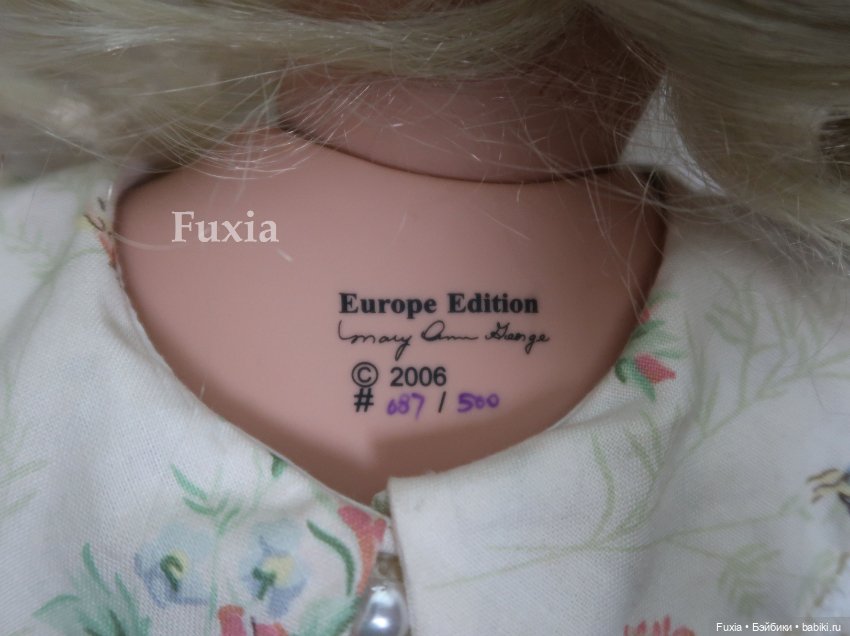 Fuxia
Europe Edition
Mary Ann George
© 2006
# 087 / 500
Fuxia • Бэйбики • babiki.ru